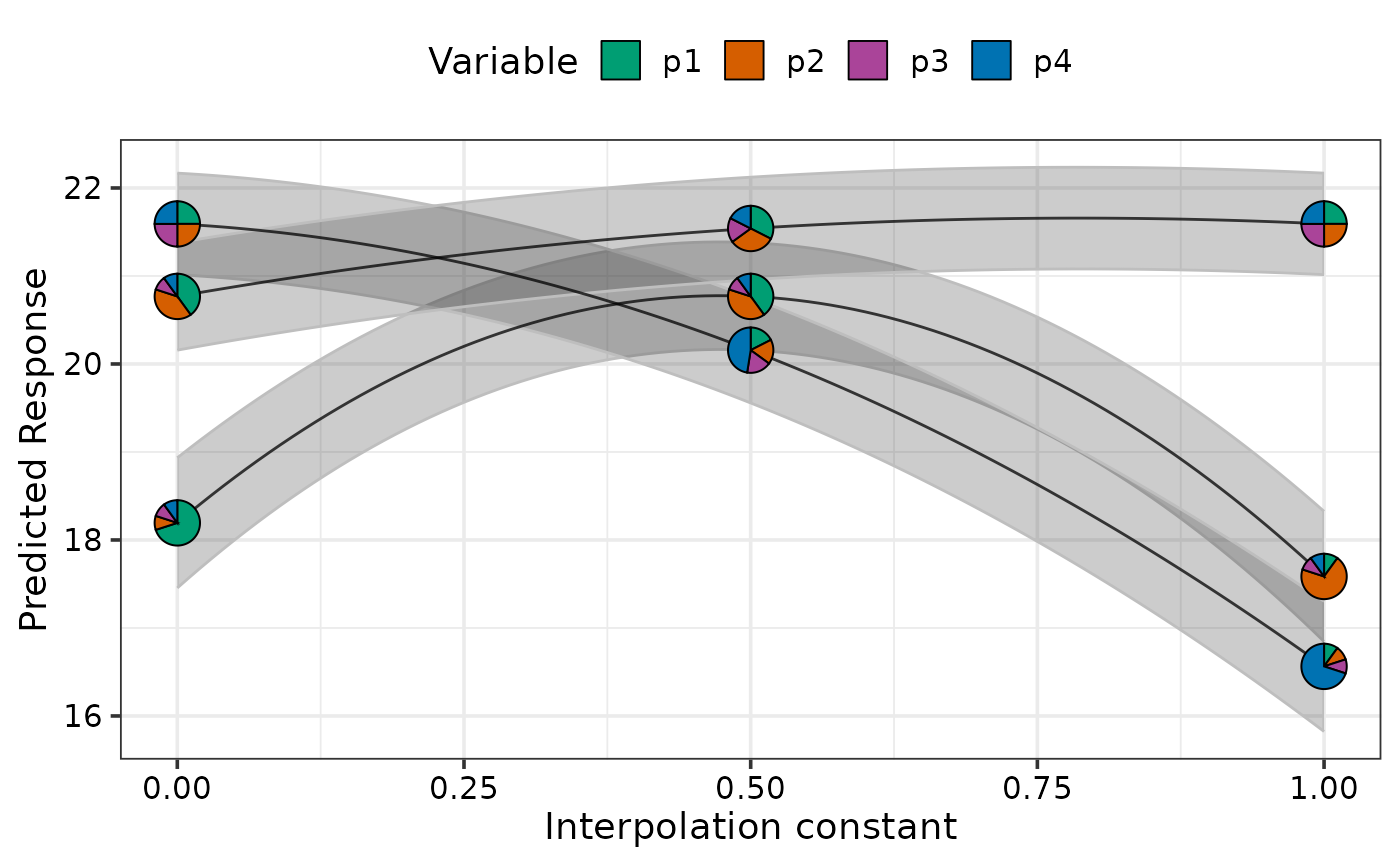 Variable p1 p2 p3 p4
Predicted Response
22
20
18
16
0.00 0.25 0.50 0.75 1.00
Interpolation constant